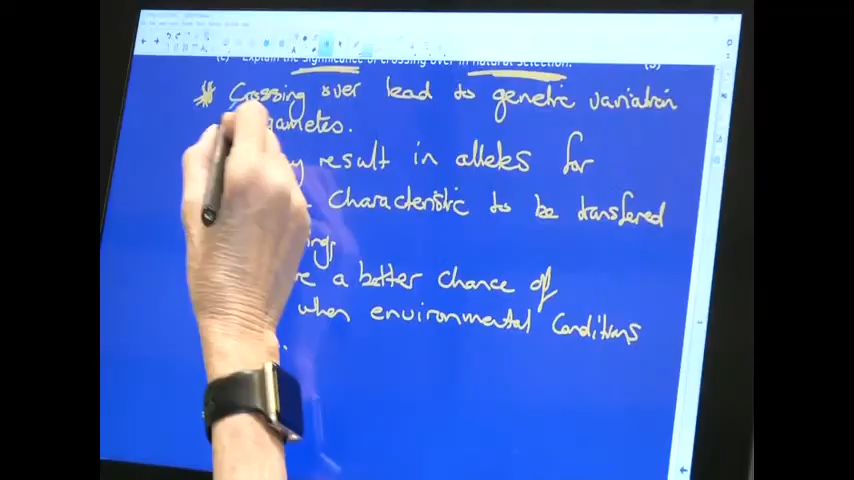 (c) Explain the significance of crossing over in natural selection. (3)
Crossing over lead to genetic variation
gametes.
result in alleles for
characteristic to be transfered
a better chance of
when environmental conditions